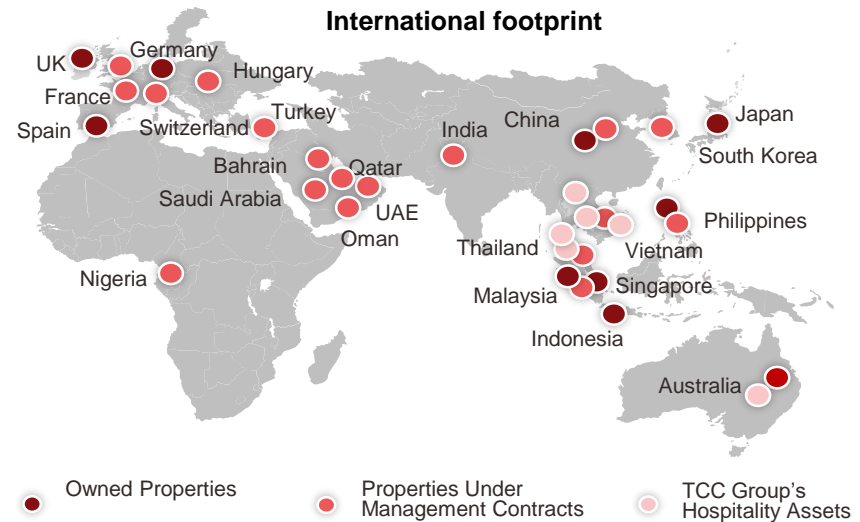 International footprint
UK
Germany
Hungary
France
Turkey
Spain
Switzerland
China
Japan
India
South Korea
Bahrain
Qatar
Saudi Arabia
UAE
Oman
Philippines
Thailand
Vietnam
Nigeria
Malaysia
Singapore
Indonesia
Australia
Owned Properties
Properties Under
Management Contracts
TCC Group's
Hospitality Assets